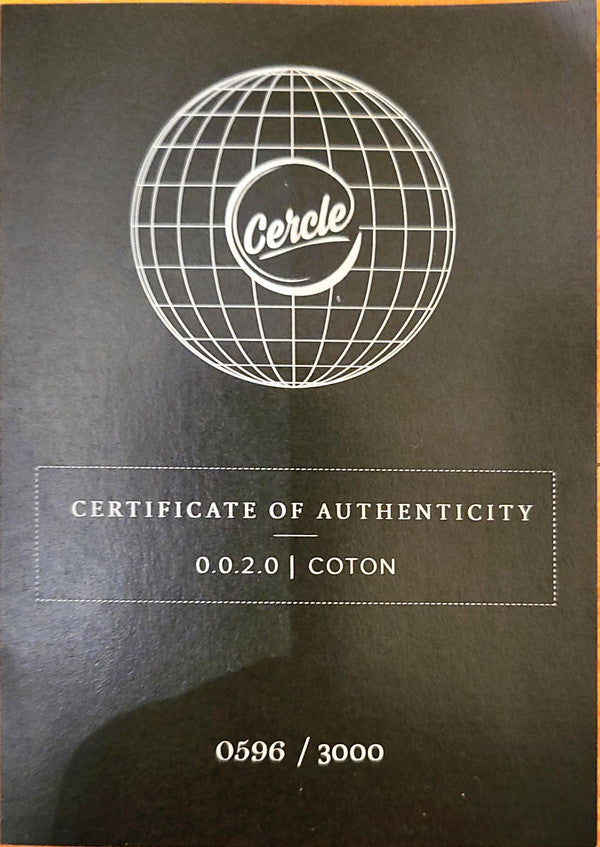 Cercle
CERTIFICATE OF AUTHENTICITY
0.0.2.0 | COTON
0596 / 3000